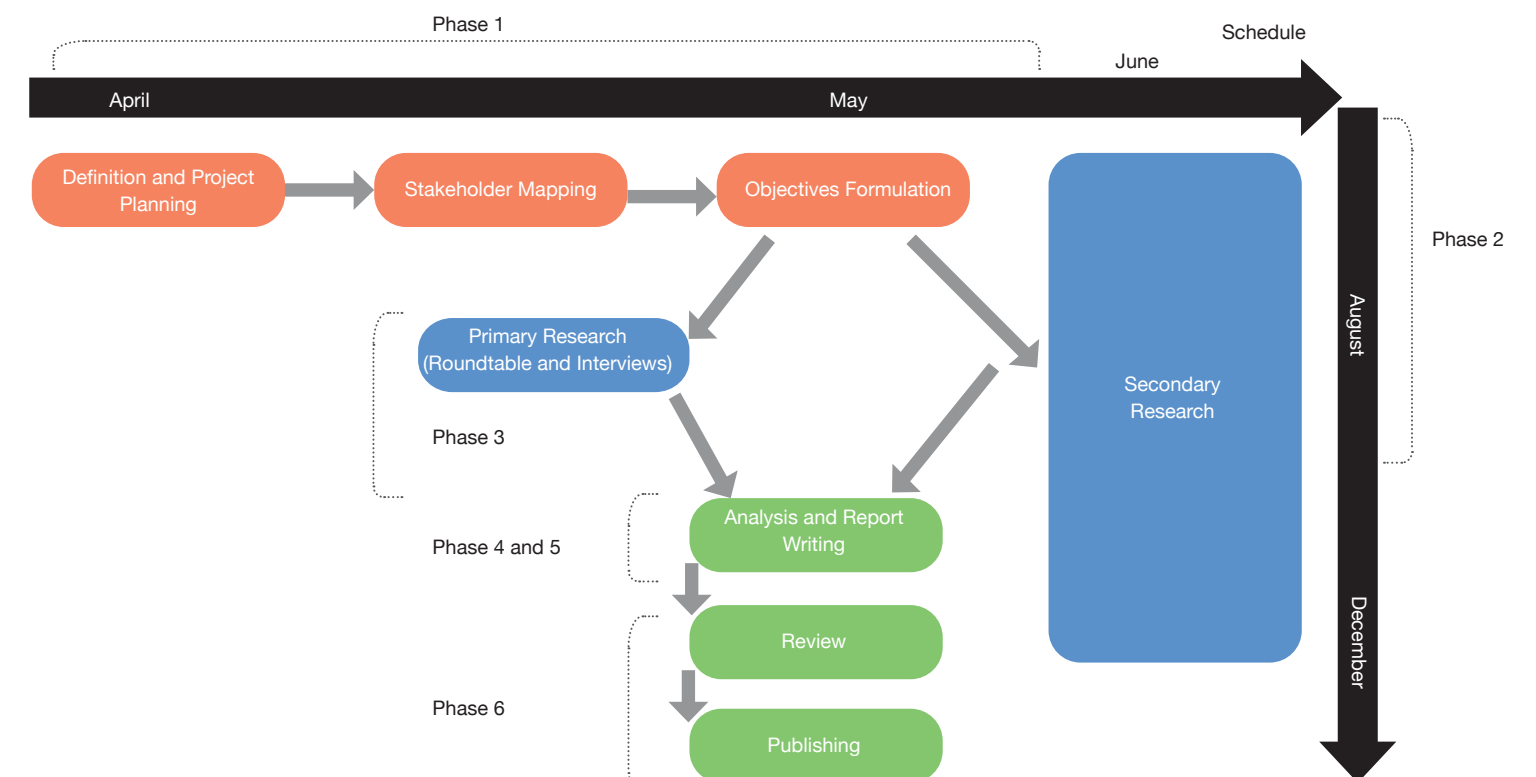 Phase 1
Schedule
June
April
May
Definition and Project
Planning
Stakeholder Mapping
Objectives Formulation
Phase 2
August
Primary Research
(Roundtable and Interviews)
Secondary
Research
Phase 3
Analysis and Report
Writing
Phase 4 and 5
December
Review
Phase 6
Publishing